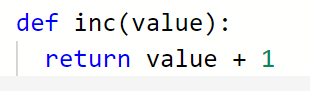 def inc(value):
  return value + 1